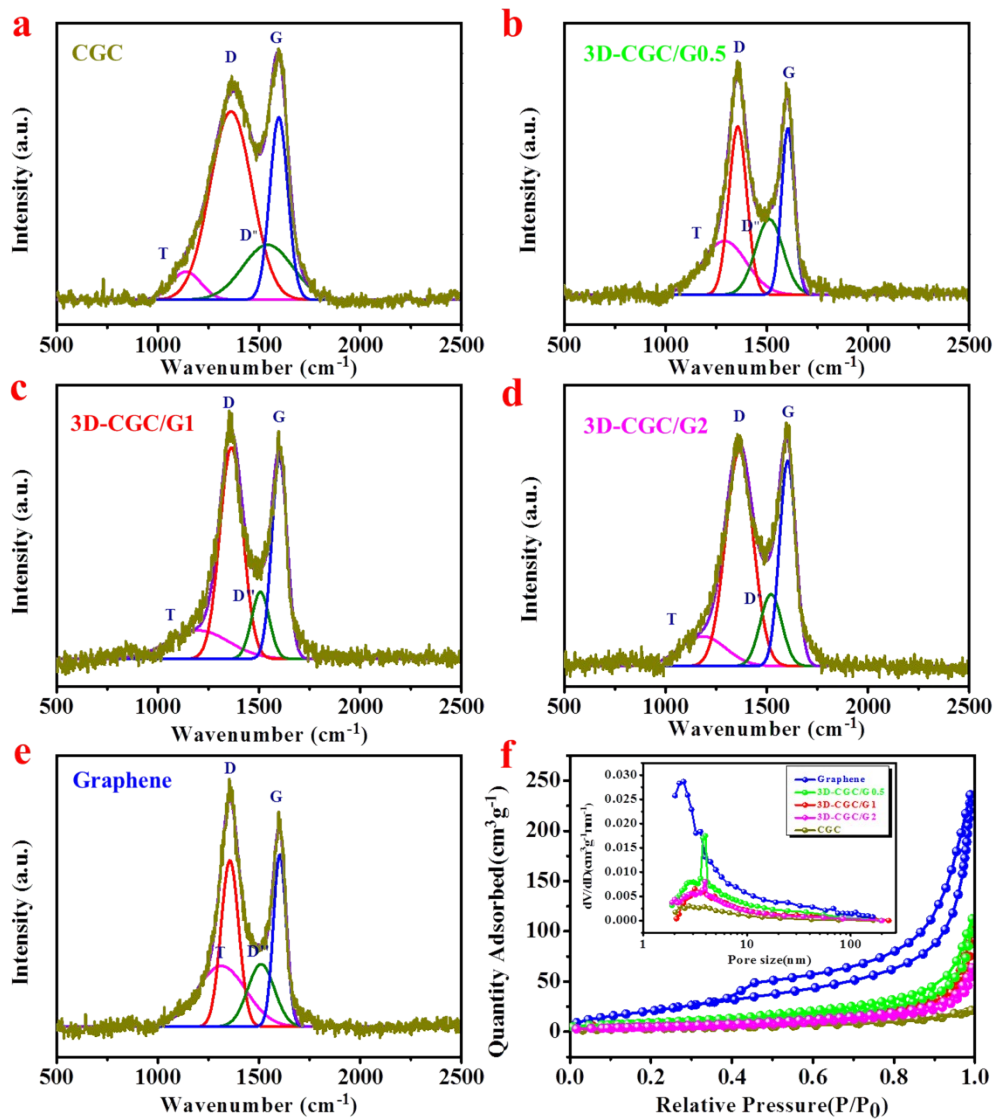 a
CGC
D
G
T
D"
Intensity (a.u.)
500 1000 1500 2000 2500
Wavenumber (cm⁻¹)
b
3D-CGC/G0.5
D
G
T
D"
Intensity (a.u.)
500 1000 1500 2000 2500
Wavenumber (cm⁻¹)
c
3D-CGC/G1
D
G
T
D"
Intensity (a.u.)
500 1000 1500 2000 2500
Wavenumber (cm⁻¹)
d
3D-CGC/G2
D
G
T
D"
Intensity (a.u.)
500 1000 1500 2000 2500
Wavenumber (cm⁻¹)
e
Graphene
D
G
T
D"
Intensity (a.u.)
500 1000 1500 2000 2500
Wavenumber (cm⁻¹)
f
Quantity Adsorbed(cm³g⁻¹)
250
200
150
100
50
0
0.0 0.2 0.4 0.6 0.8 1.0
Relative Pressure(P/P₀)
dV/dD(cm³g⁻¹nm⁻¹)
0.030
0.025
0.020
0.015
0.010
0.005
0.000
1 10 100
Pore size(nm)
Graphene
3D-CGC/G0.5
3D-CGC/G1
3D-CGC/G2
CGC